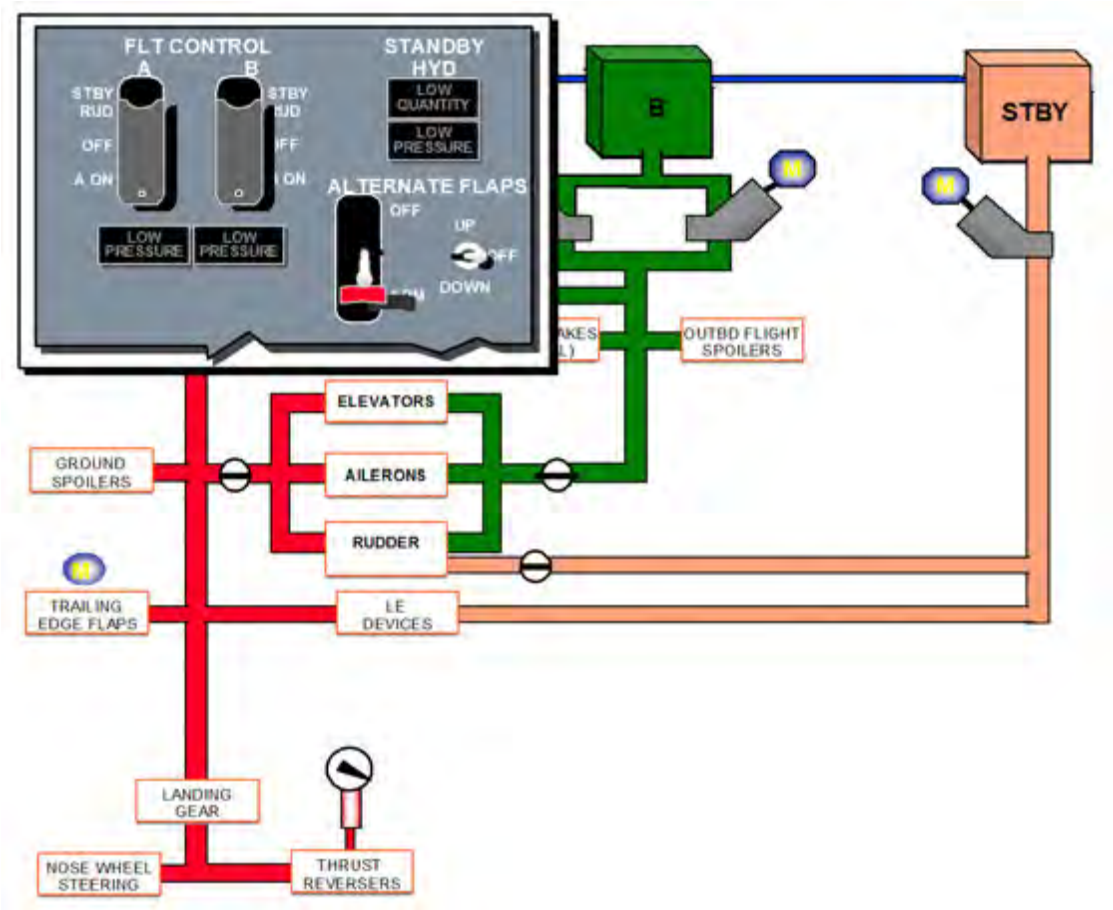 FLT CONTROL
A
B
STBY
RUD
OFF
A ON
STBY
OFF
ON
LOW
PRESSURE
LOW
PRESSURE
STANDBY
HYD
LOW
QUANTITY
LOW
PRESSURE
ALTERNATE FLAPS
OFF
UP
OFF
DOWN
B
STBY
M
M
OUTBD FLIGHT
SPOILERS
ELEVATORS
AILERONS
RUDDER
GROUND
SPOILERS
M
TRAILING
EDGE FLAPS
LE
DEVICES
LANDING
GEAR
NOSE WHEEL
STEERING
THRUST
REVERSERS